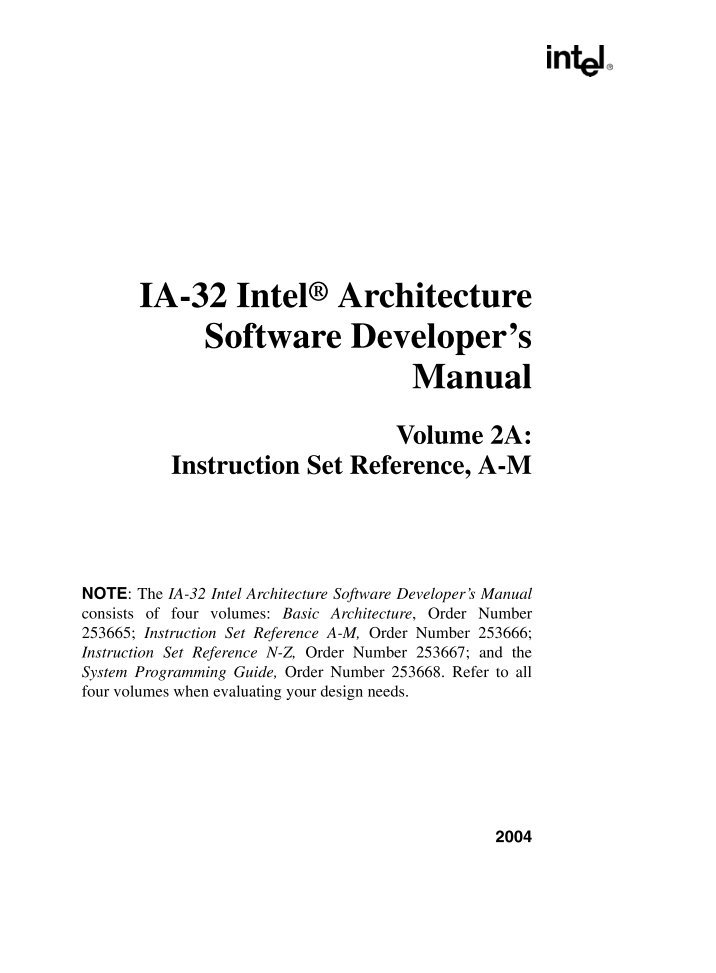 intel®
IA-32 Intel® Architecture
Software Developer’s
Manual
Volume 2A:
Instruction Set Reference, A-M
NOTE: The IA-32 Intel Architecture Software Developer’s Manual
consists of four volumes: Basic Architecture, Order Number
253665; Instruction Set Reference A-M, Order Number 253666;
Instruction Set Reference N-Z, Order Number 253667; and the
System Programming Guide, Order Number 253668. Refer to all
four volumes when evaluating your design needs.
2004